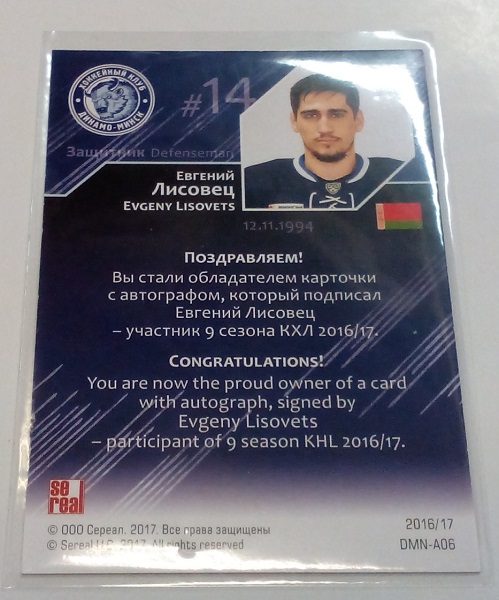 ХОККЕЙНЫЙ КЛУБ
ДИНАМО-МИНСК
#14
Защитник Defenseman
ЕВГЕНИЙ
ЛИСОВЕЦ
EVGENY LISOVETS
12.11.1994
ПОЗДРАВЛЯЕМ!
Вы стали обладателем карточки
с автографом, который подписал
Евгений Лисовец
– участник 9 сезона КХЛ 2016/17.
CONGRATULATIONS!
You are now the proud owner of a card
with autograph, signed by
Evgeny Lisovets
– participant of 9 season KHL 2016/17.
se
real
© ООО Сереал. 2017. Все права защищены
© Sereal LLC. 2017. All rights reserved
2016/17
DMN-A06